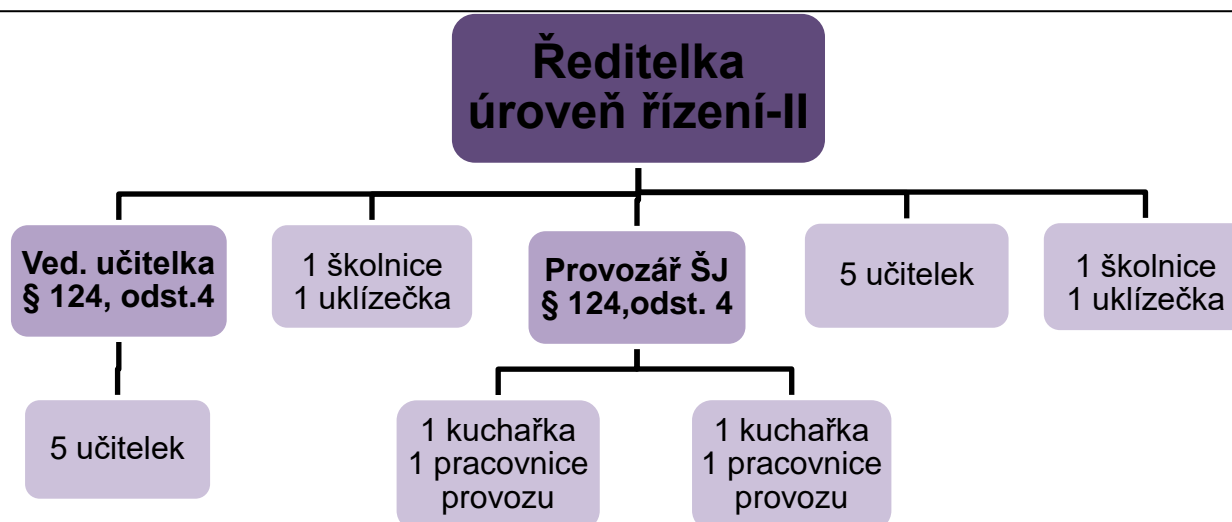 Ředitelka
úroveň řízení-II
Ved. učitelka
§ 124, odst.4
1 školnice
1 uklízečka
Provozář ŠJ
§ 124,odst. 4
5 učitelek
1 školnice
1 uklízečka
5 učitelek
1 kuchařka
1 pracovnice
provozu
1 kuchařka
1 pracovnice
provozu